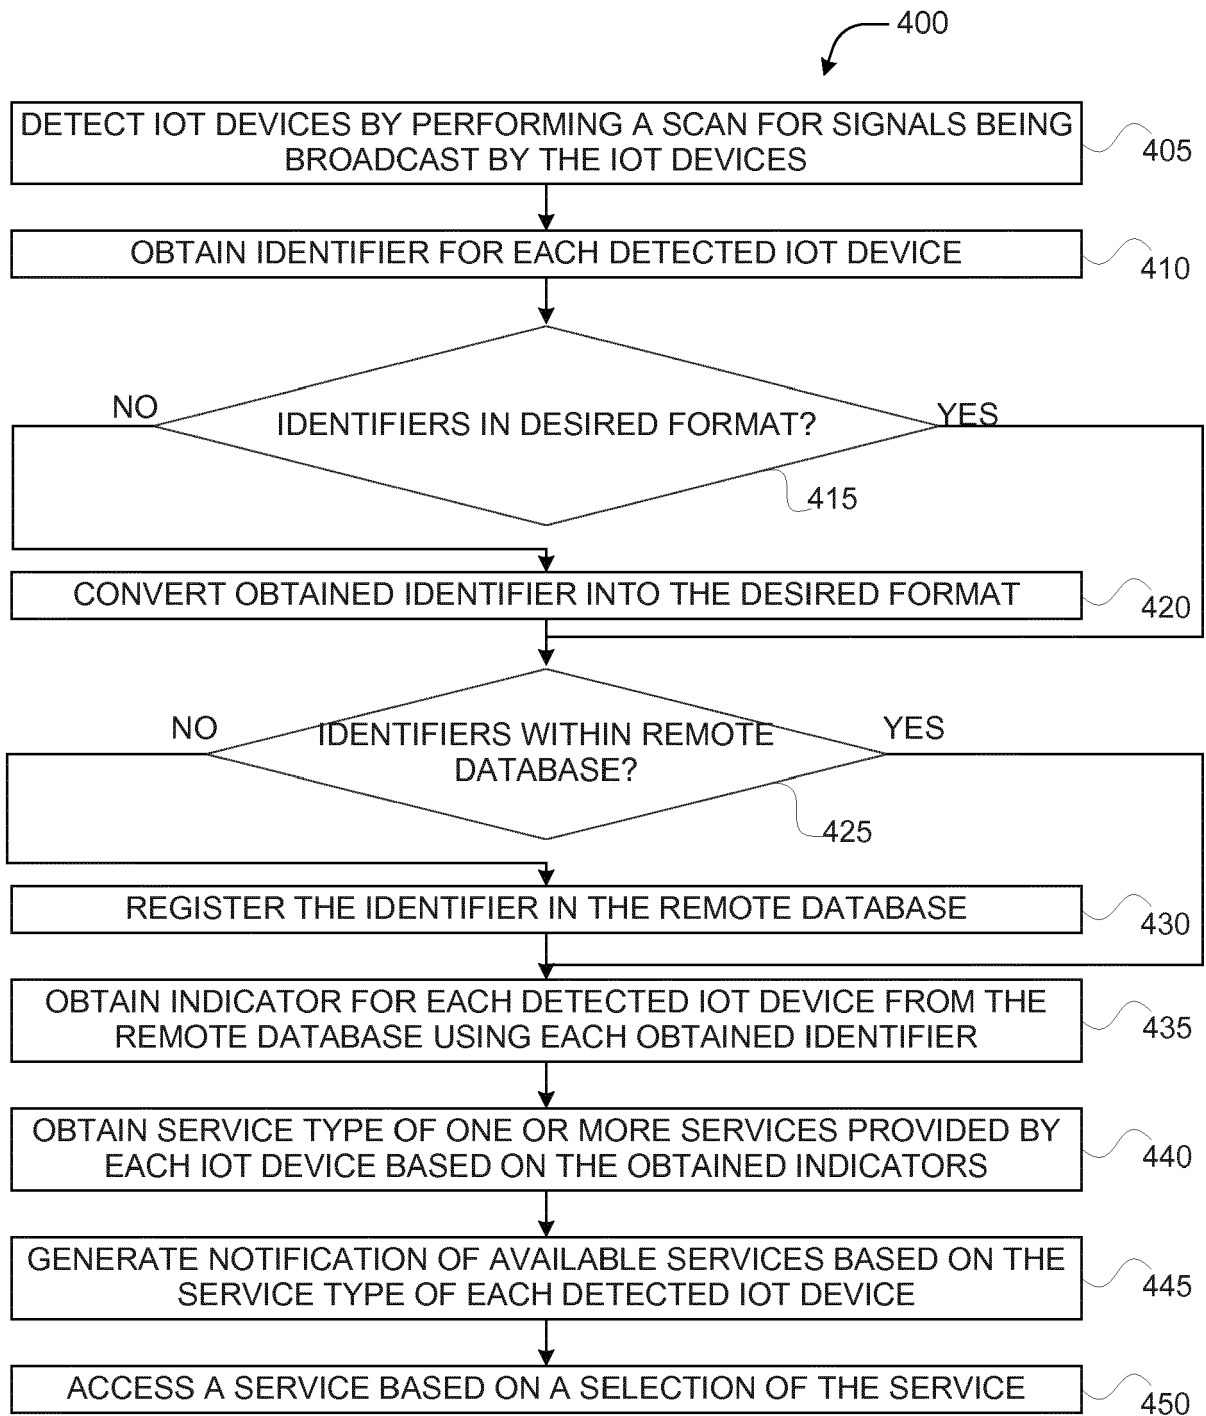 400
DETECT IOT DEVICES BY PERFORMING A SCAN FOR SIGNALS BEING
BROADCAST BY THE IOT DEVICES
405
OBTAIN IDENTIFIER FOR EACH DETECTED IOT DEVICE
410
NO
IDENTIFIERS IN DESIRED FORMAT?
YES
415
CONVERT OBTAINED IDENTIFIER INTO THE DESIRED FORMAT
420
NO
IDENTIFIERS WITHIN REMOTE
DATABASE?
YES
425
REGISTER THE IDENTIFIER IN THE REMOTE DATABASE
430
OBTAIN INDICATOR FOR EACH DETECTED IOT DEVICE FROM THE
REMOTE DATABASE USING EACH OBTAINED IDENTIFIER
435
OBTAIN SERVICE TYPE OF ONE OR MORE SERVICES PROVIDED BY
EACH IOT DEVICE BASED ON THE OBTAINED INDICATORS
440
GENERATE NOTIFICATION OF AVAILABLE SERVICES BASED ON THE
SERVICE TYPE OF EACH DETECTED IOT DEVICE
445
ACCESS A SERVICE BASED ON A SELECTION OF THE SERVICE
450